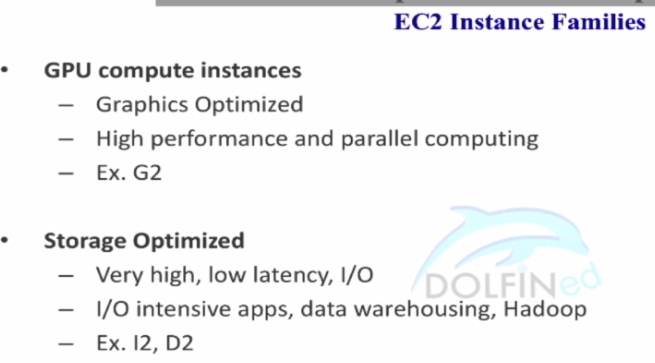 EC2 Instance Families
• GPU compute instances
– Graphics Optimized
– High performance and parallel computing
– Ex. G2
• Storage Optimized
– Very high, low latency, I/O
DOLFINed
– I/O intensive apps, data warehousing, Hadoop
– Ex. I2, D2